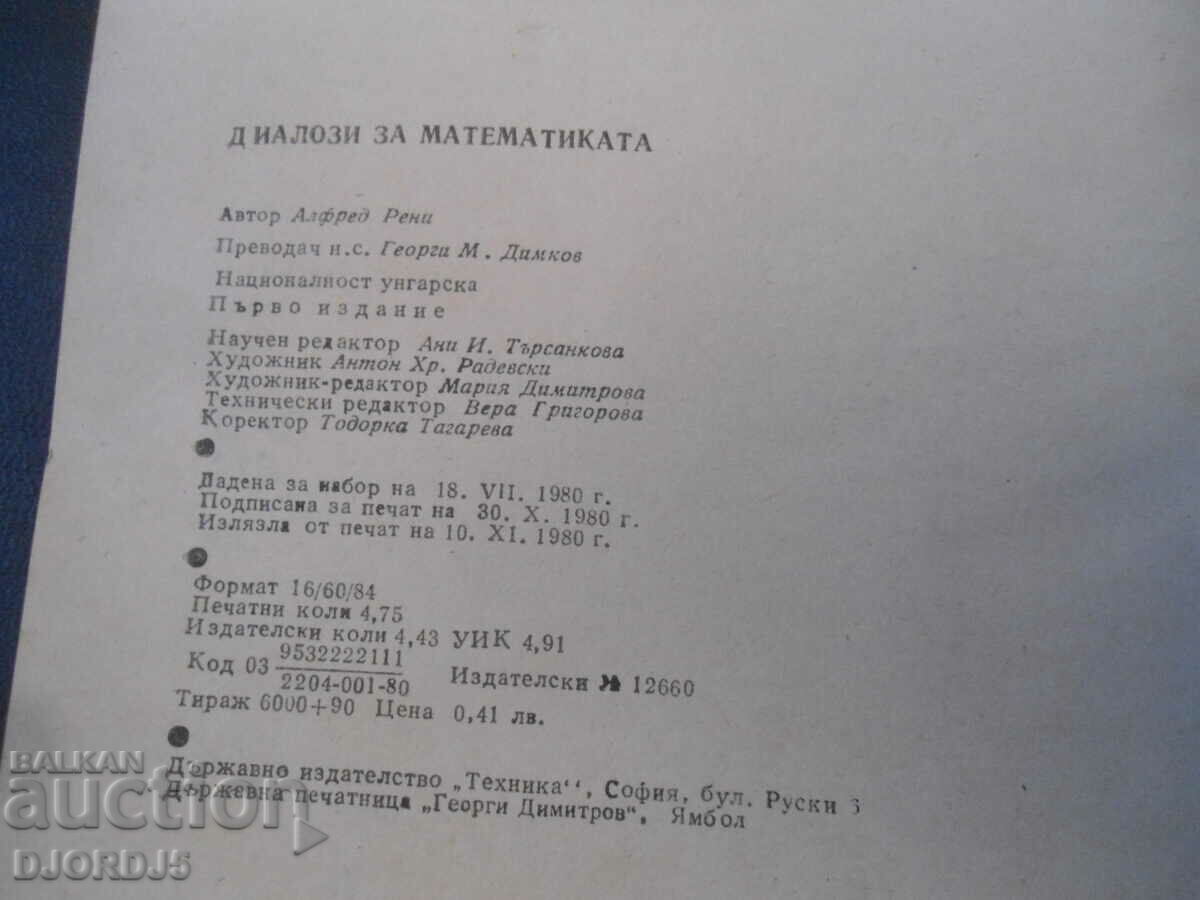 ДИАЛОЗИ ЗА МАТЕМАТИКАТА
Автор Алфред Рени
Преводач н.с. Георги М. Димков
Националност унгарска
Първо издание
Научен редактор Ани И. Търсанкова
Художник Антон Хр. Радевски
Художник-редактор Мария Димитрова
Технически редактор Вера Григорова
Коректор Тодорка Тагарева
Дадена за набор на 18. VII. 1980 г.
Подписана за печат на 30. X. 1980 г.
Излязла от печат на 10. XI. 1980 г.
Формат 16/60/84
Печатни коли 4,75
Издателски коли 4,43 УИК 4,91
Код 03 9532222111
2204-001-80 Издателски № 12660
Тираж 6000+90 Цена 0,41 лв.
Държавно издателство „Техника“, София, бул. Руски 6
Държавна печатница „Георги Димитров“, Ямбол
BALKAN
auction
DJORDJ5